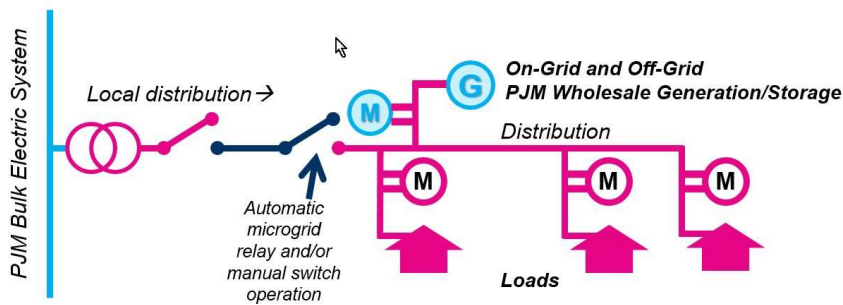 PJM Bulk Electric System
Local distribution →
M
G
On-Grid and Off-Grid
PJM Wholesale Generation/Storage
Distribution
M
M
M
Automatic
microgrid
relay and/or
manual switch
operation
Loads